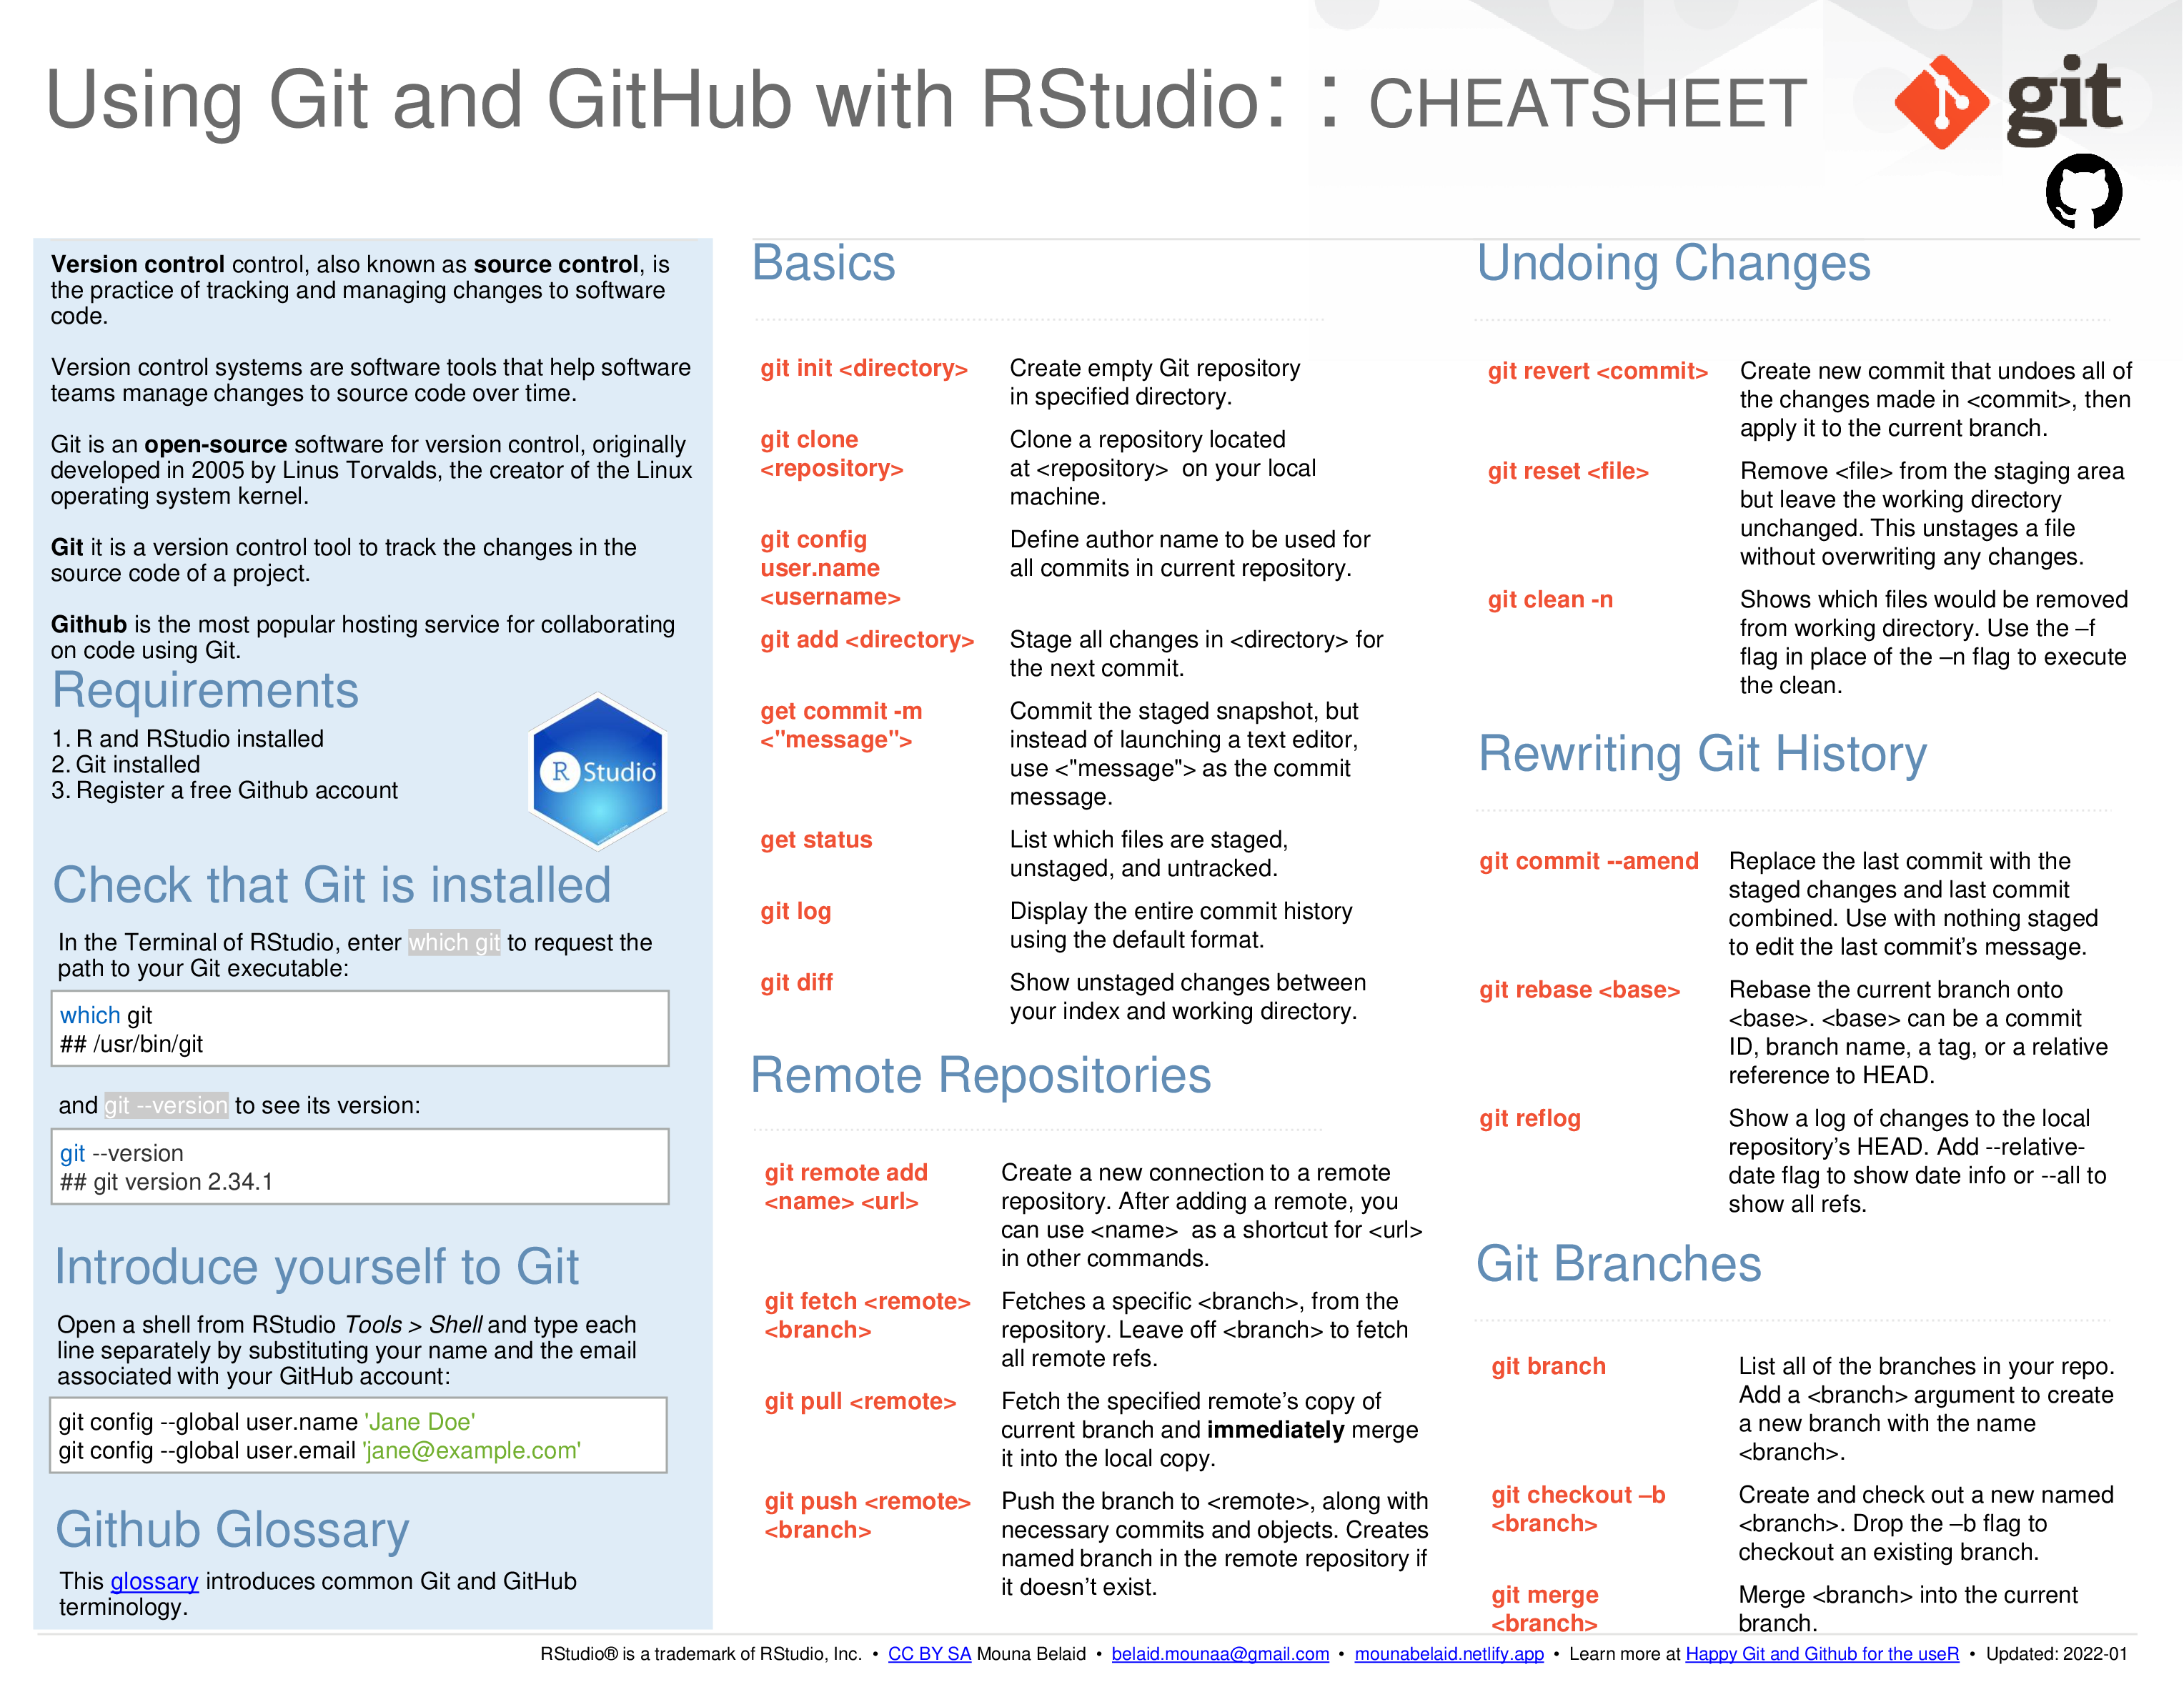 Using Git and GitHub with RStudio: : CHEATSHEET
git
Version control control, also known as source control, is
the practice of tracking and managing changes to software
code.
Version control systems are software tools that help software
teams manage changes to source code over time.
Git is an open-source software for version control, originally
developed in 2005 by Linus Torvalds, the creator of the Linux
operating system kernel.
Git it is a version control tool to track the changes in the
source code of a project.
Github is the most popular hosting service for collaborating
on code using Git.
Requirements
1. R and RStudio installed
2. Git installed
3. Register a free Github account
R Studio
Check that Git is installed
In the Terminal of RStudio, enter which git to request the
path to your Git executable:
which git
## /usr/bin/git
and git --version to see its version:
git --version
## git version 2.34.1
Introduce yourself to Git
Open a shell from RStudio Tools > Shell and type each
line separately by substituting your name and the email
associated with your GitHub account:
git config --global user.name 'Jane Doe'
git config --global user.email 'jane@example.com'
Github Glossary
This glossary introduces common Git and GitHub
terminology.
Basics
git init <directory>
Create empty Git repository
in specified directory.
git clone
<repository>
Clone a repository located
at <repository> on your local
machine.
git config
user.name
<username>
Define author name to be used for
all commits in current repository.
git add <directory>
Stage all changes in <directory> for
the next commit.
get commit -m
<"message">
Commit the staged snapshot, but
instead of launching a text editor,
use <"message"> as the commit
message.
get status
List which files are staged,
unstaged, and untracked.
git log
Display the entire commit history
using the default format.
git diff
Show unstaged changes between
your index and working directory.
Remote Repositories
git remote add
<name> <url>
Create a new connection to a remote
repository. After adding a remote, you
can use <name> as a shortcut for <url>
in other commands.
git fetch <remote>
<branch>
Fetches a specific <branch>, from the
repository. Leave off <branch> to fetch
all remote refs.
git pull <remote>
Fetch the specified remote’s copy of
current branch and immediately merge
it into the local copy.
git push <remote>
<branch>
Push the branch to <remote>, along with
necessary commits and objects. Creates
named branch in the remote repository if
it doesn’t exist.
Undoing Changes
git revert <commit>
Create new commit that undoes all of
the changes made in <commit>, then
apply it to the current branch.
git reset <file>
Remove <file> from the staging area
but leave the working directory
unchanged. This unstages a file
without overwriting any changes.
git clean -n
Shows which files would be removed
from working directory. Use the –f
flag in place of the –n flag to execute
the clean.
Rewriting Git History
git commit --amend
Replace the last commit with the
staged changes and last commit
combined. Use with nothing staged
to edit the last commit’s message.
git rebase <base>
Rebase the current branch onto
<base>. <base> can be a commit
ID, branch name, a tag, or a relative
reference to HEAD.
git reflog
Show a log of changes to the local
repository’s HEAD. Add --relative-
date flag to show date info or --all to
show all refs.
Git Branches
git branch
List all of the branches in your repo.
Add a <branch> argument to create
a new branch with the name
<branch>.
git checkout –b
<branch>
Create and check out a new named
<branch>. Drop the –b flag to
checkout an existing branch.
git merge
<branch>
Merge <branch> into the current
branch.
RStudio® is a trademark of RStudio, Inc. • CC BY SA Mouna Belaid • belaid.mounaa@gmail.com • mounabelaid.netlify.app • Learn more at Happy Git and Github for the useR • Updated: 2022-01